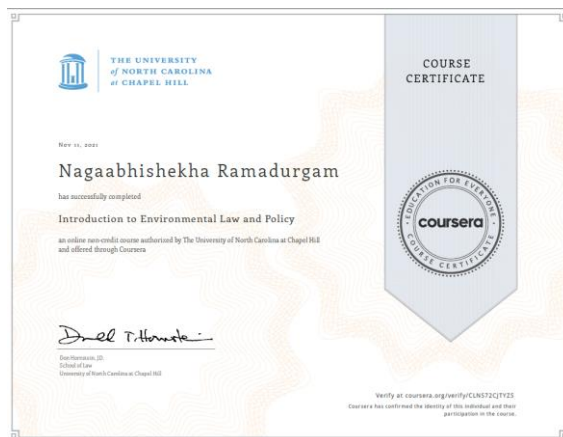 THE UNIVERSITY
of NORTH CAROLINA
at CHAPEL HILL
COURSE
CERTIFICATE
Nov 11, 2021
Nagaabhishekha Ramadurgam
has successfully completed
Introduction to Environmental Law and Policy
an online non-credit course authorized by The University of North Carolina at Chapel Hill
and offered through Coursera
EDUCATION FOR EVERYONE
coursera
COURSE CERTIFICATE
Don Hornstein, J.D.
School of Law
University of North Carolina at Chapel Hill
Verify at coursera.org/verify/CLNS72CJTYZS
Coursera has confirmed the identity of this individual and their
participation in the course.